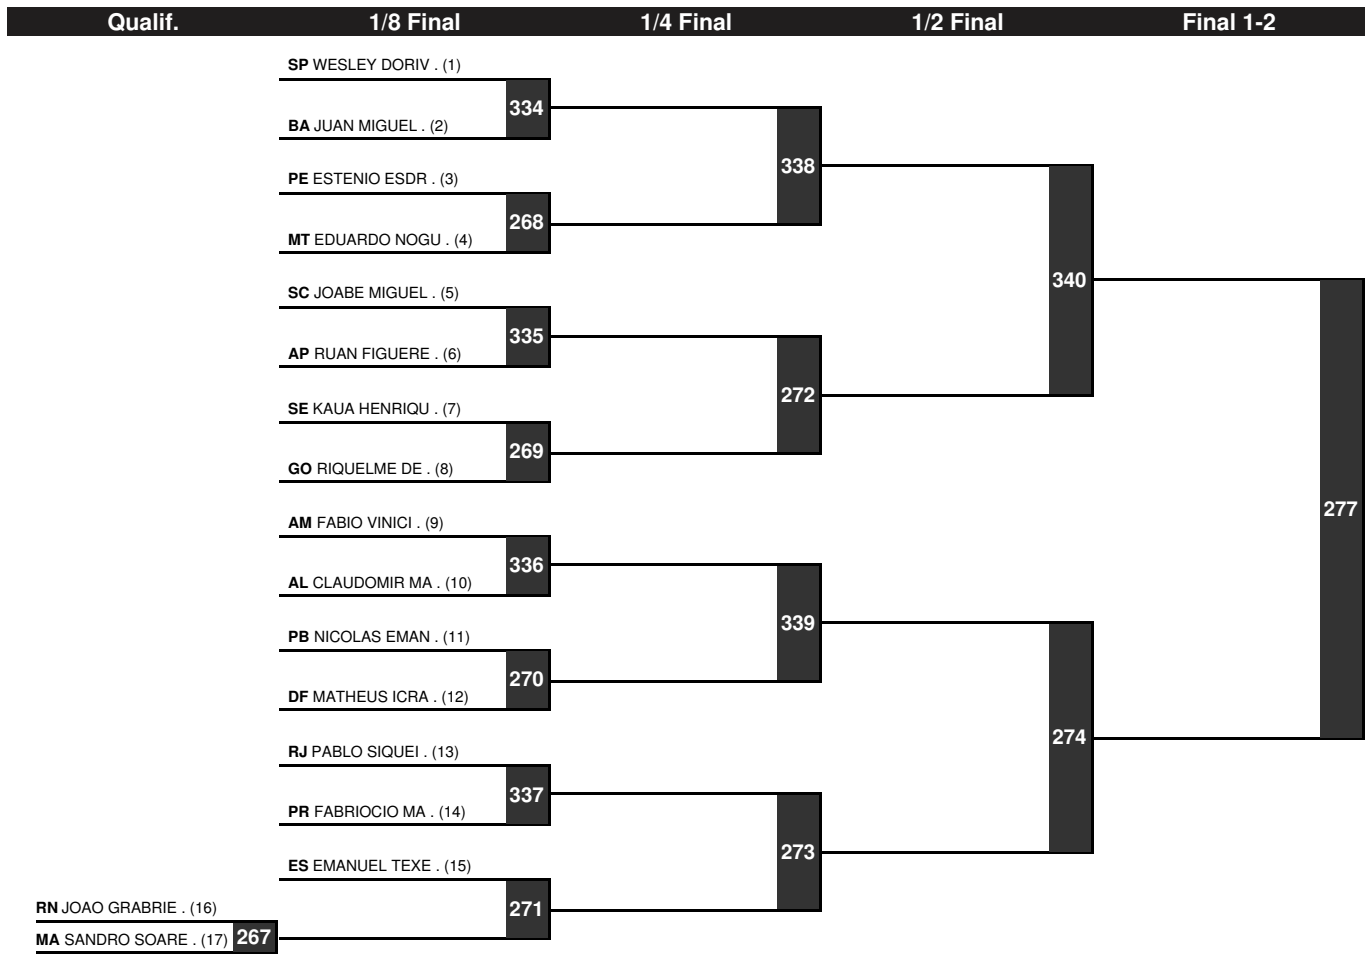 Qualif. 1/8 Final 1/4 Final 1/2 Final Final 1-2
SP WESLEY DORIV . (1)
334
BA JUAN MIGUEL . (2)
338
PE ESTENIO ESDR . (3)
268
MT EDUARDO NOGU . (4)
340
SC JOABE MIGUEL . (5)
335
AP RUAN FIGUERE . (6)
272
SE KAUA HENRIQU . (7)
269
GO RIQUELME DE . (8)
277
AM FABIO VINICI . (9)
336
AL CLAUDOMIR MA . (10)
339
PB NICOLAS EMAN . (11)
270
DF MATHEUS ICRA . (12)
274
RJ PABLO SIQUEI . (13)
337
PR FABRIOCIO MA . (14)
273
ES EMANUEL TEXE . (15)
271
RN JOAO GRABRIE . (16)
MA SANDRO SOARE . (17) 267